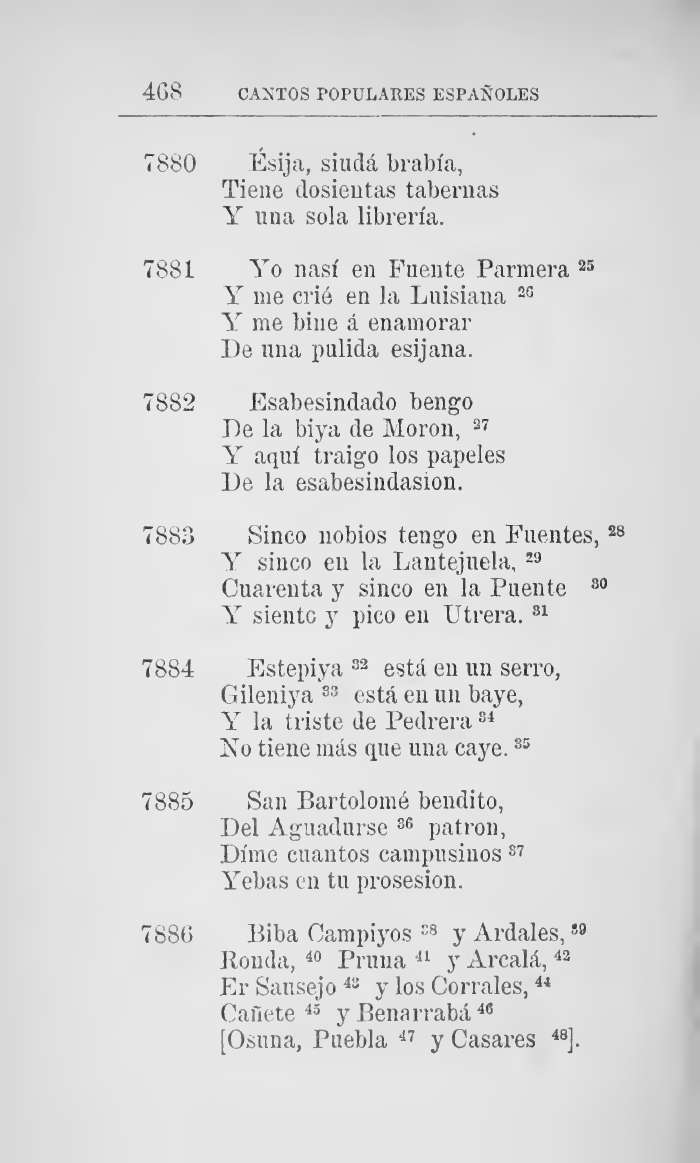 468 CANTOS POPULARES ESPAÑOLES
7880 Ésija, siudá brabía,
Tiene dosientas tabernas
Y una sola librería.
7881 Yo nasí en Fuente Parmera 25
Y me crié en la Luisiana 26
Y me bine á enamorar
De una pulida esijana.
7882 Esabesindado bengo
De la biya de Moron, 27
Y aquí traigo los papeles
De la esabesindasion.
7883 Sinco nobios tengo en Fuentes, 28
Y sinco en la Lantejuela, 29
Cuarenta y sinco en la Puente 30
Y siento y pico en Utrera. 31
7884 Estepiya 32 está en un serro,
Gileniya 33 está en un baye,
Y la triste de Pedrera 34
No tiene más que una caye. 35
7885 San Bartolomé bendito,
Del Aguadurse 36 patron,
Díme cuantos campusinos 37
Yebas en tu prosesion.
7886 Biba Campiyos 38 y Ardales, 39
Ronda, 40 Pruna 41 y Arcalá, 42
Er Sausejo 43 y los Corrales, 44
Cañete 45 y Benarrabá 46
[Osuna, Puebla 47 y Casares 48].